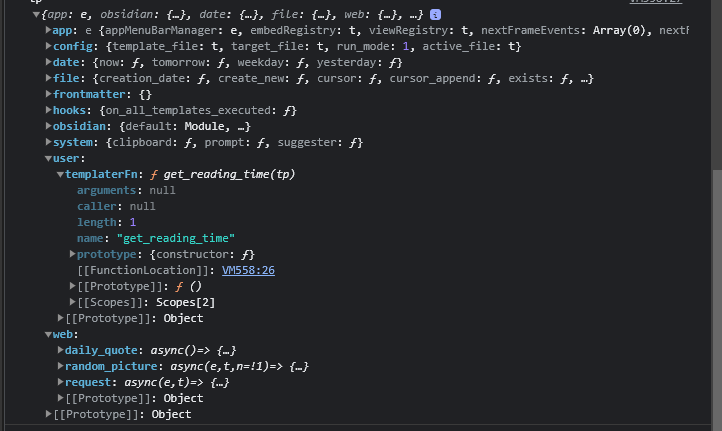 tp
{app: e, obsidian: {…}, date: {…}, file: {…}, web: {…}, …} i
app: e {appMenuBarManager: e, embedRegistry: t, viewRegistry: t, nextFrameEvents: Array(0), nextF
config: {template_file: t, target_file: t, run_mode: 1, active_file: t}
date: {now: ƒ, tomorrow: ƒ, weekday: ƒ, yesterday: ƒ}
file: {creation_date: ƒ, create_new: ƒ, cursor: ƒ, cursor_append: ƒ, exists: ƒ, …}
frontmatter: {}
hooks: {on_all_templates_executed: ƒ}
obsidian: {default: Module, …}
system: {clipboard: ƒ, prompt: ƒ, suggester: ƒ}
user:
templaterFn: ƒ get_reading_time(tp)
arguments: null
caller: null
length: 1
name: "get_reading_time"
prototype: {constructor: ƒ}
[[FunctionLocation]]: VM558:26
[[Prototype]]: ƒ ()
[[Scopes]]: Scopes[2]
[[Prototype]]: Object
web:
daily_quote: async()=> {…}
random_picture: async(e,t,n=!1)=> {…}
request: async(e,t)=> {…}
[[Prototype]]: Object
[[Prototype]]: Object